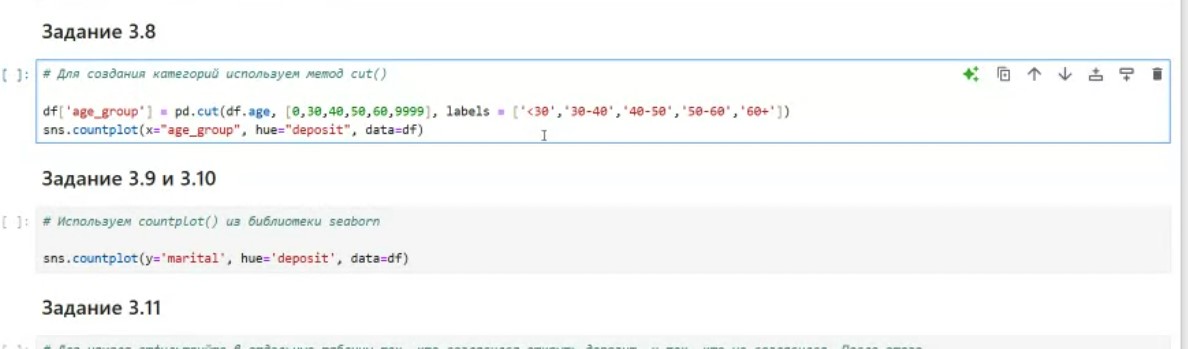 Задание 3.8
[ ]: # Для создания категорий используем метод cut()
df['age_group'] = pd.cut(df.age, [0,30,40,50,60,9999], labels = ['<30','30-40','40-50','50-60','60+'])
sns.countplot(x="age_group", hue="deposit", data=df)
Задание 3.9 и 3.10
[ ]: # Используем countplot() из библиотеки seaborn
sns.countplot(y='marital', hue='deposit', data=df)
Задание 3.11